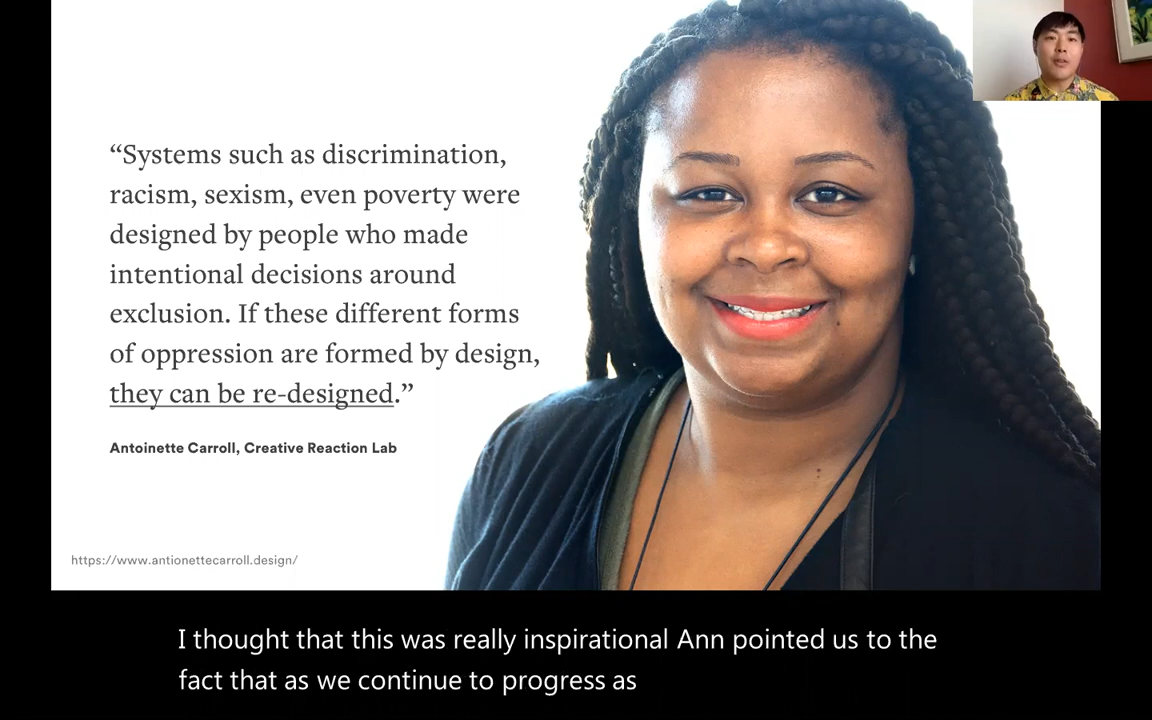 “Systems such as discrimination,
racism, sexism, even poverty were
designed by people who made
intentional decisions around
exclusion. If these different forms
of oppression are formed by design,
they can be re-designed.”
Antoinette Carroll, Creative Reaction Lab
https://www.antionettecarroll.design/
I thought that this was really inspirational Ann pointed us to the
fact that as we continue to progress as